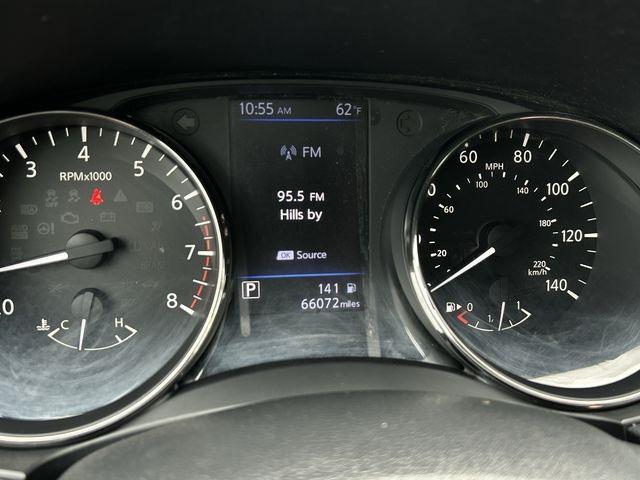 10:55 AM 62°F
FM
95.5 FM
Hills by
OK Source
P 141
66072 miles
3 4 5 6 7 8
RPMx1000
C H
60 80 100 120 140
MPH
20 60 100 140 180 220
km/h
0 1